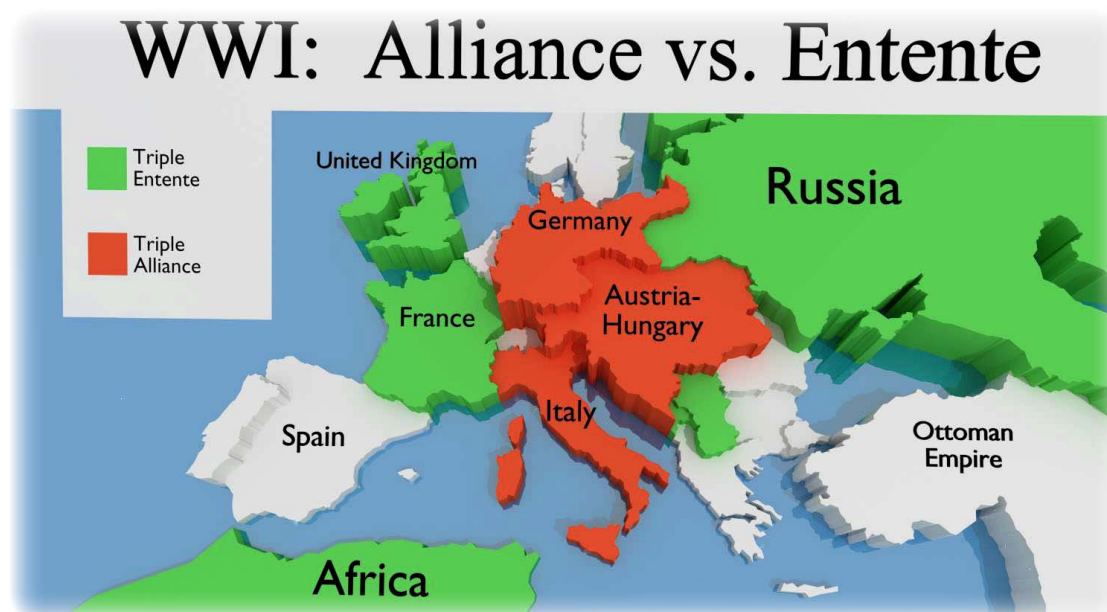 WWI: Alliance vs. Entente
Triple
Entente
Triple
Alliance
United Kingdom
Russia
Germany
Austria-
Hungary
France
Italy
Spain
Ottoman
Empire
Africa